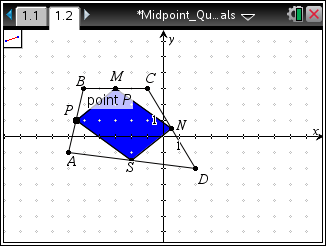 1.1 1.2 *Midpoint_Qu...als
y
B M C
point P
P 1 N
x
1
A
S
D